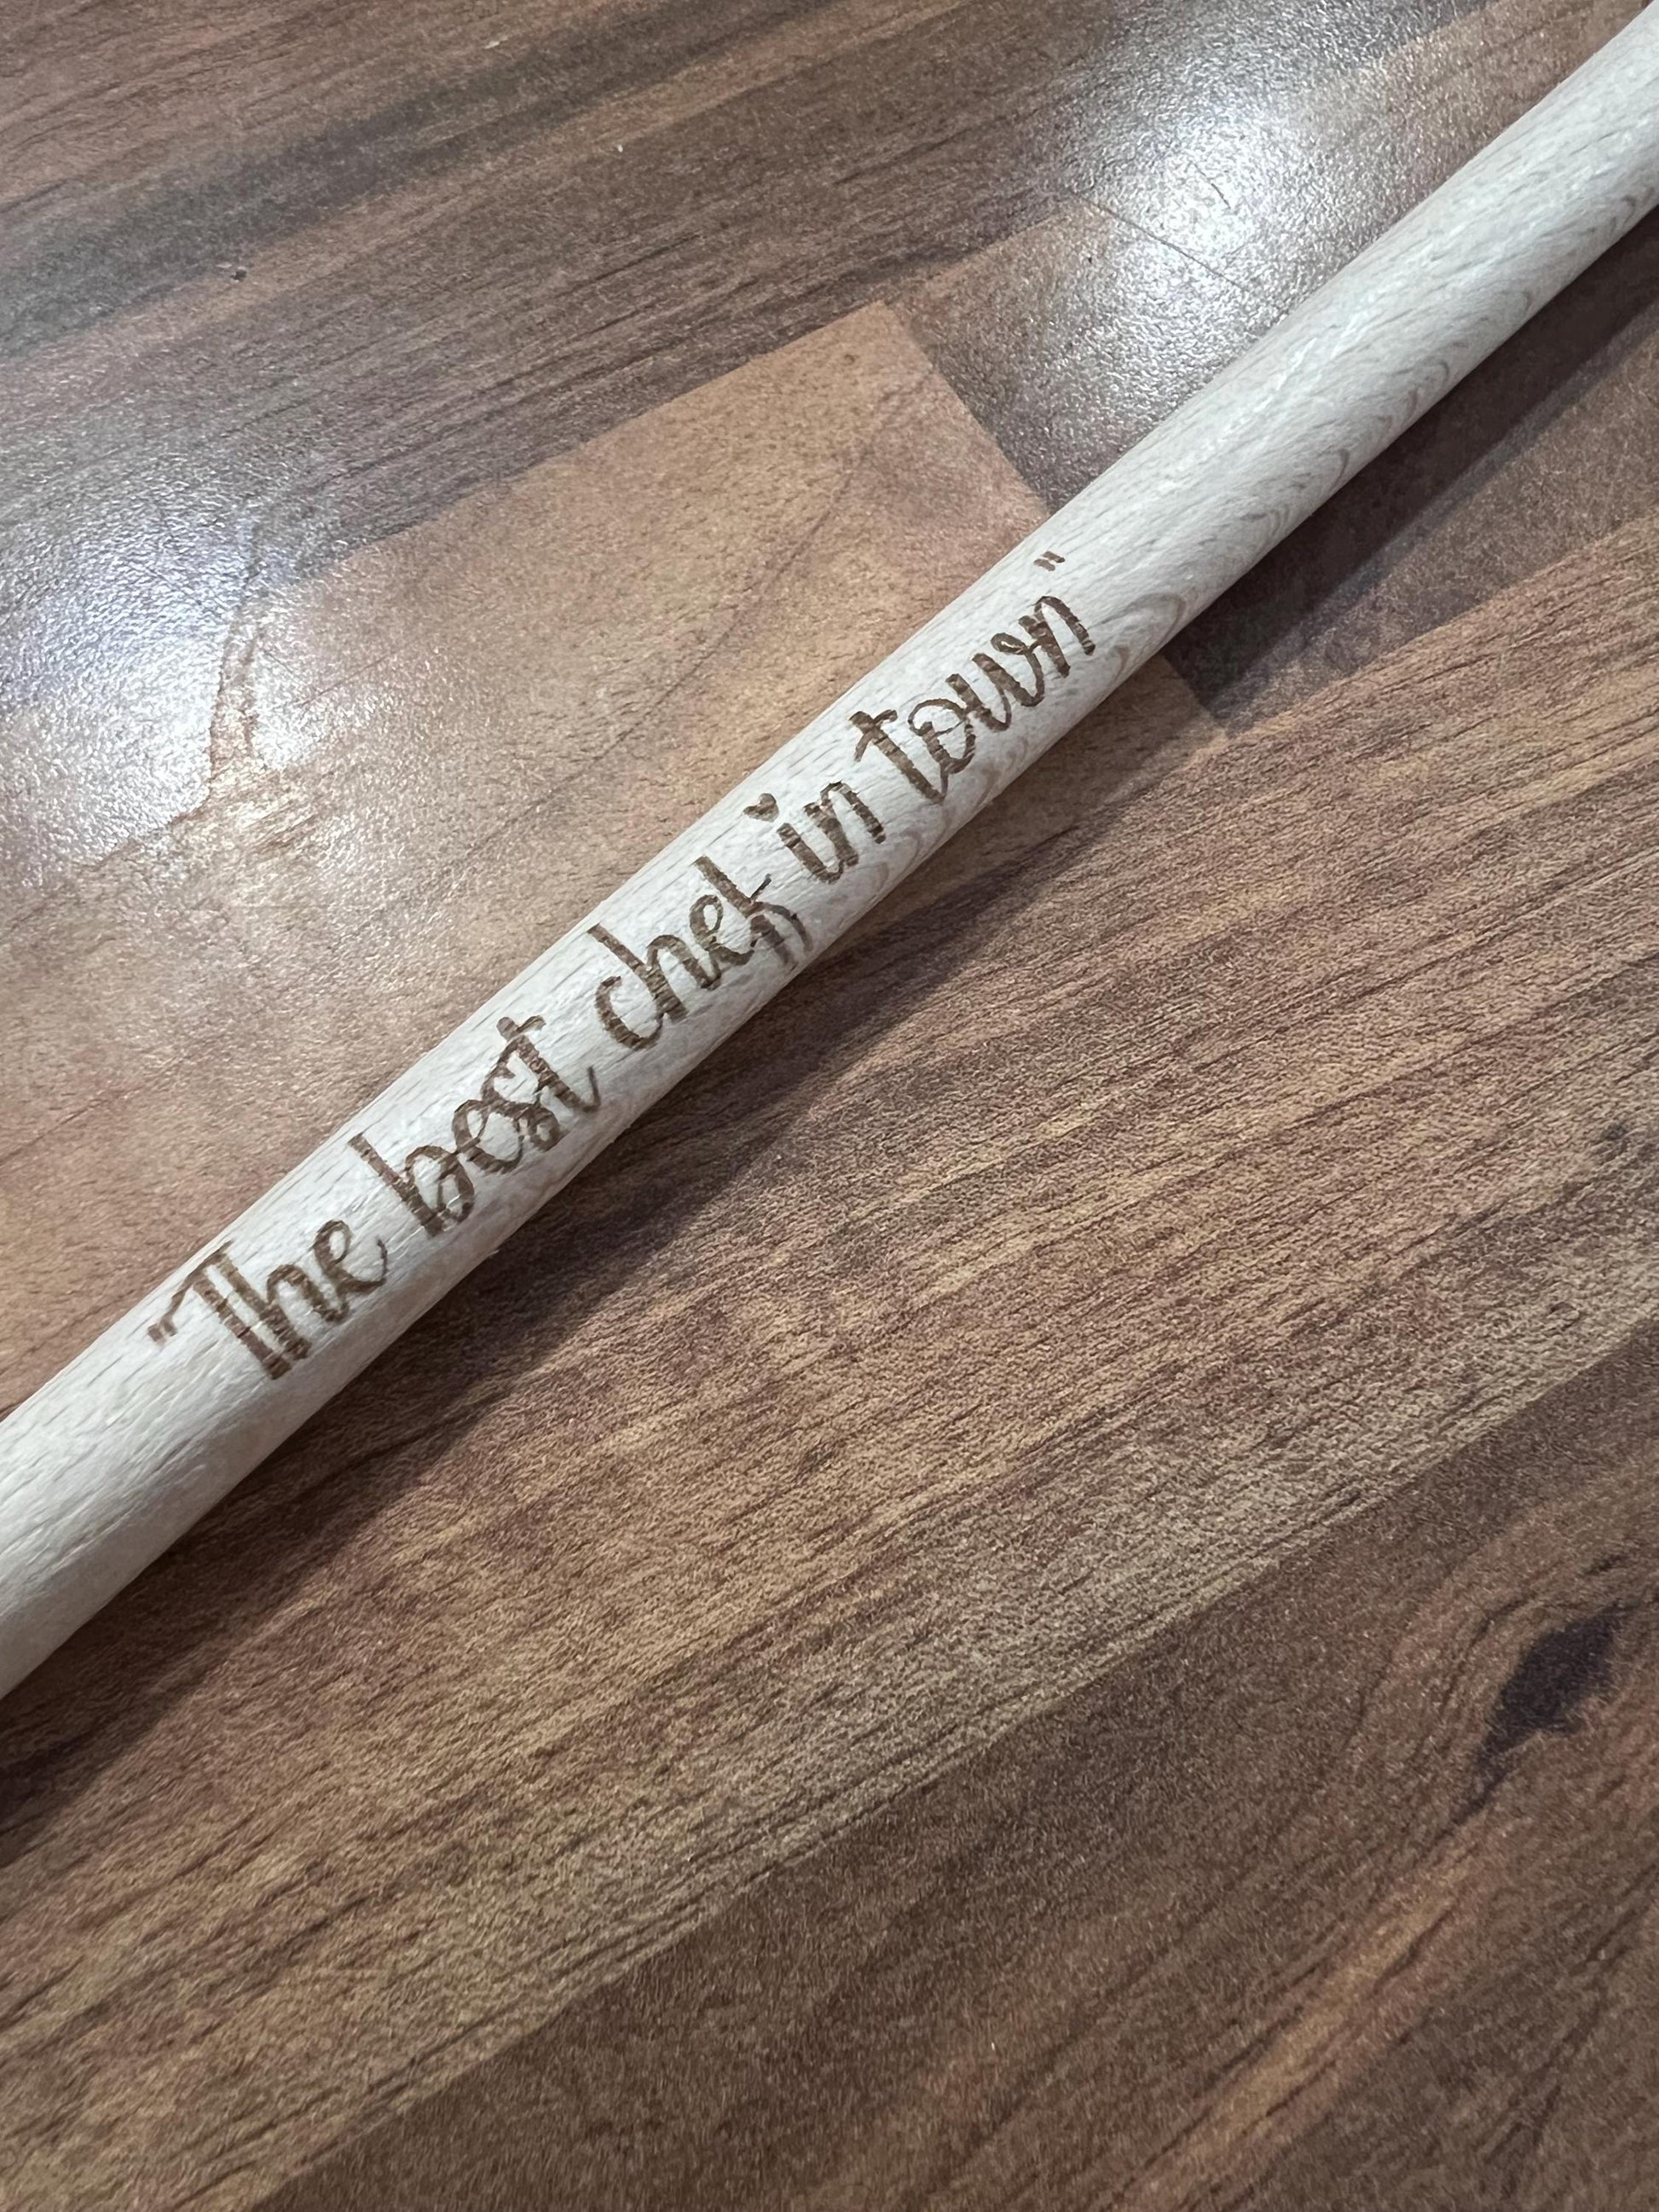 "The best chef in town"